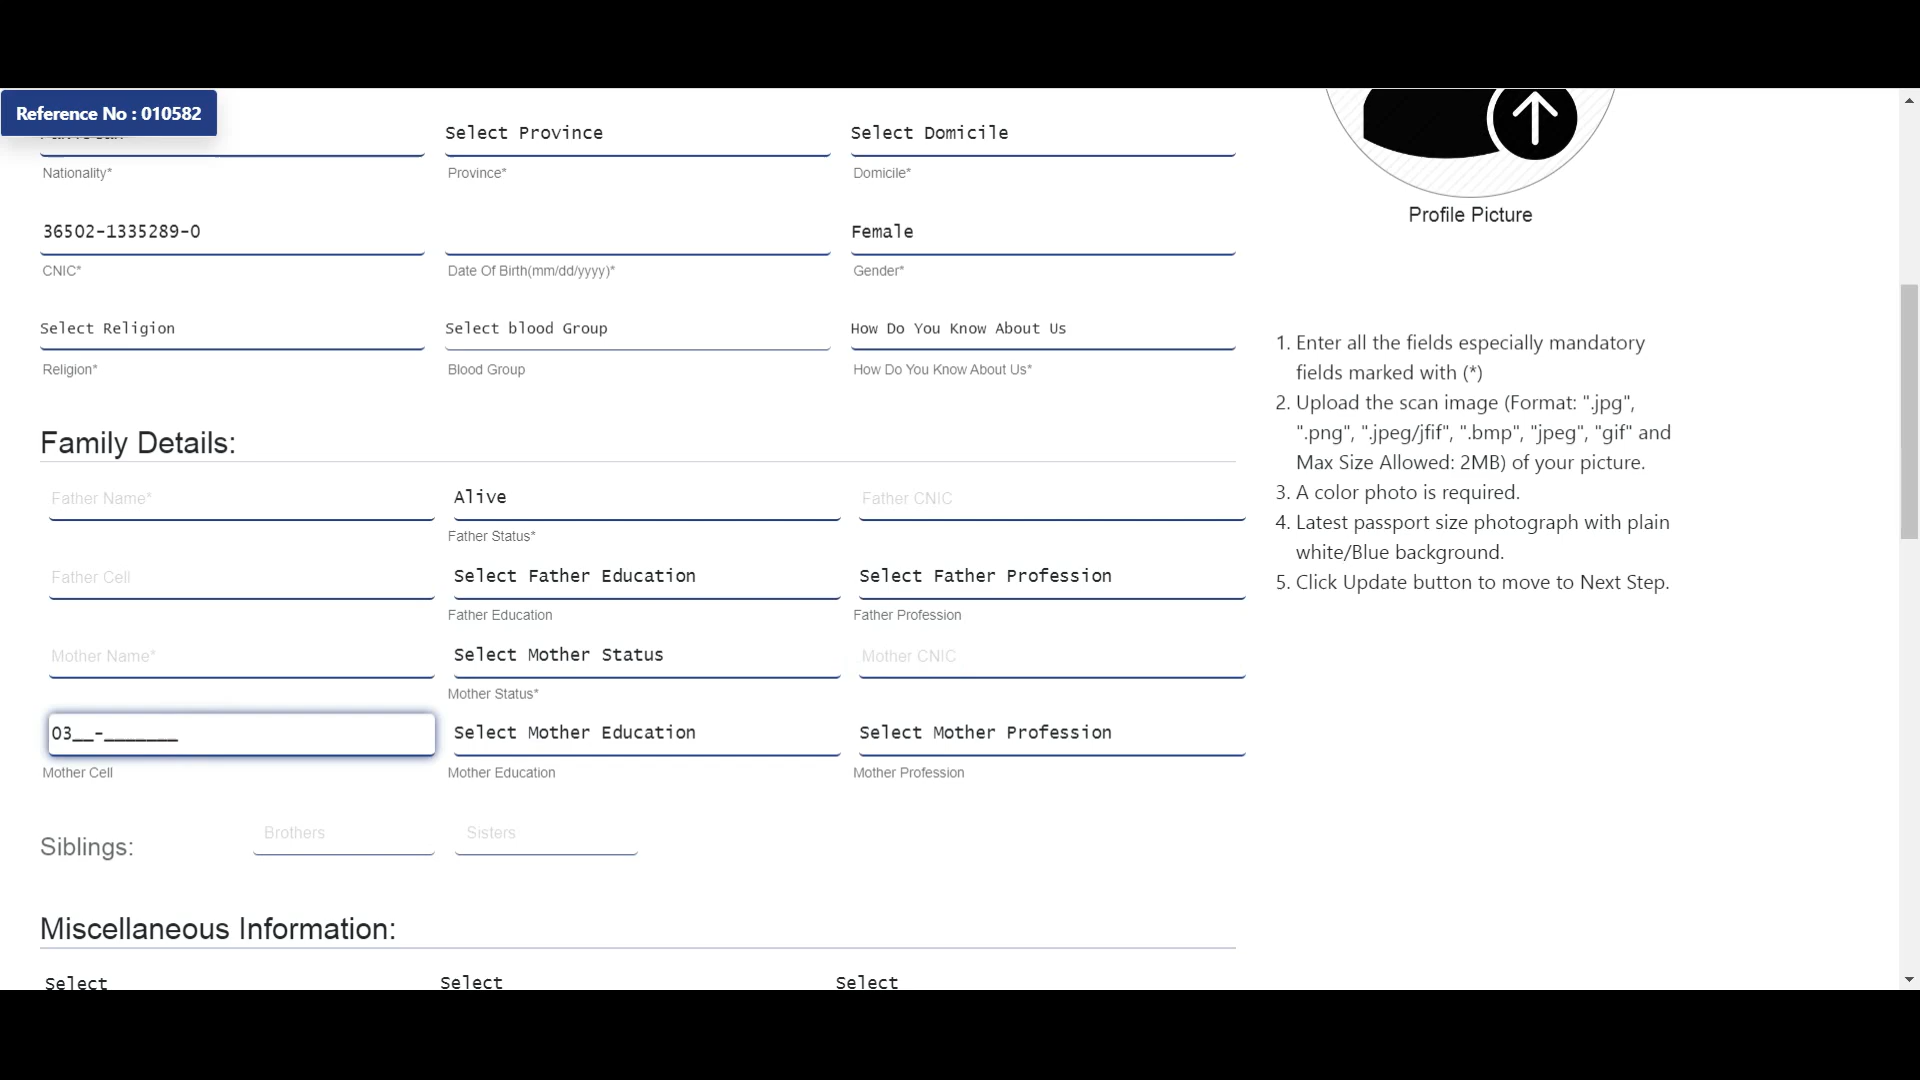 Reference No : 010582
Select Province
Select Domicile
Nationality*
Province*
Domicile*
Profile Picture
36502-1335289-0
Female
CNIC*
Date Of Birth(mm/dd/yyyy)*
Gender*
Select Religion
Select blood Group
How Do You Know About Us
Religion*
Blood Group
How Do You Know About Us*
1. Enter all the fields especially mandatory
fields marked with (*)
2. Upload the scan image (Format: ".jpg",
".png", ".jpeg/jfif", ".bmp", "jpeg", "gif" and
Max Size Allowed: 2MB) of your picture.
3. A color photo is required.
4. Latest passport size photograph with plain
white/Blue background.
5. Click Update button to move to Next Step.
Family Details:
Father Name*
Alive
Father CNIC
Father Status*
Father Cell
Select Father Education
Select Father Profession
Father Education
Father Profession
Mother Name*
Select Mother Status
Mother CNIC
Mother Status*
03__-_______
Select Mother Education
Select Mother Profession
Mother Cell
Mother Education
Mother Profession
Siblings:
Brothers
Sisters
Miscellaneous Information:
Select
Select
Select